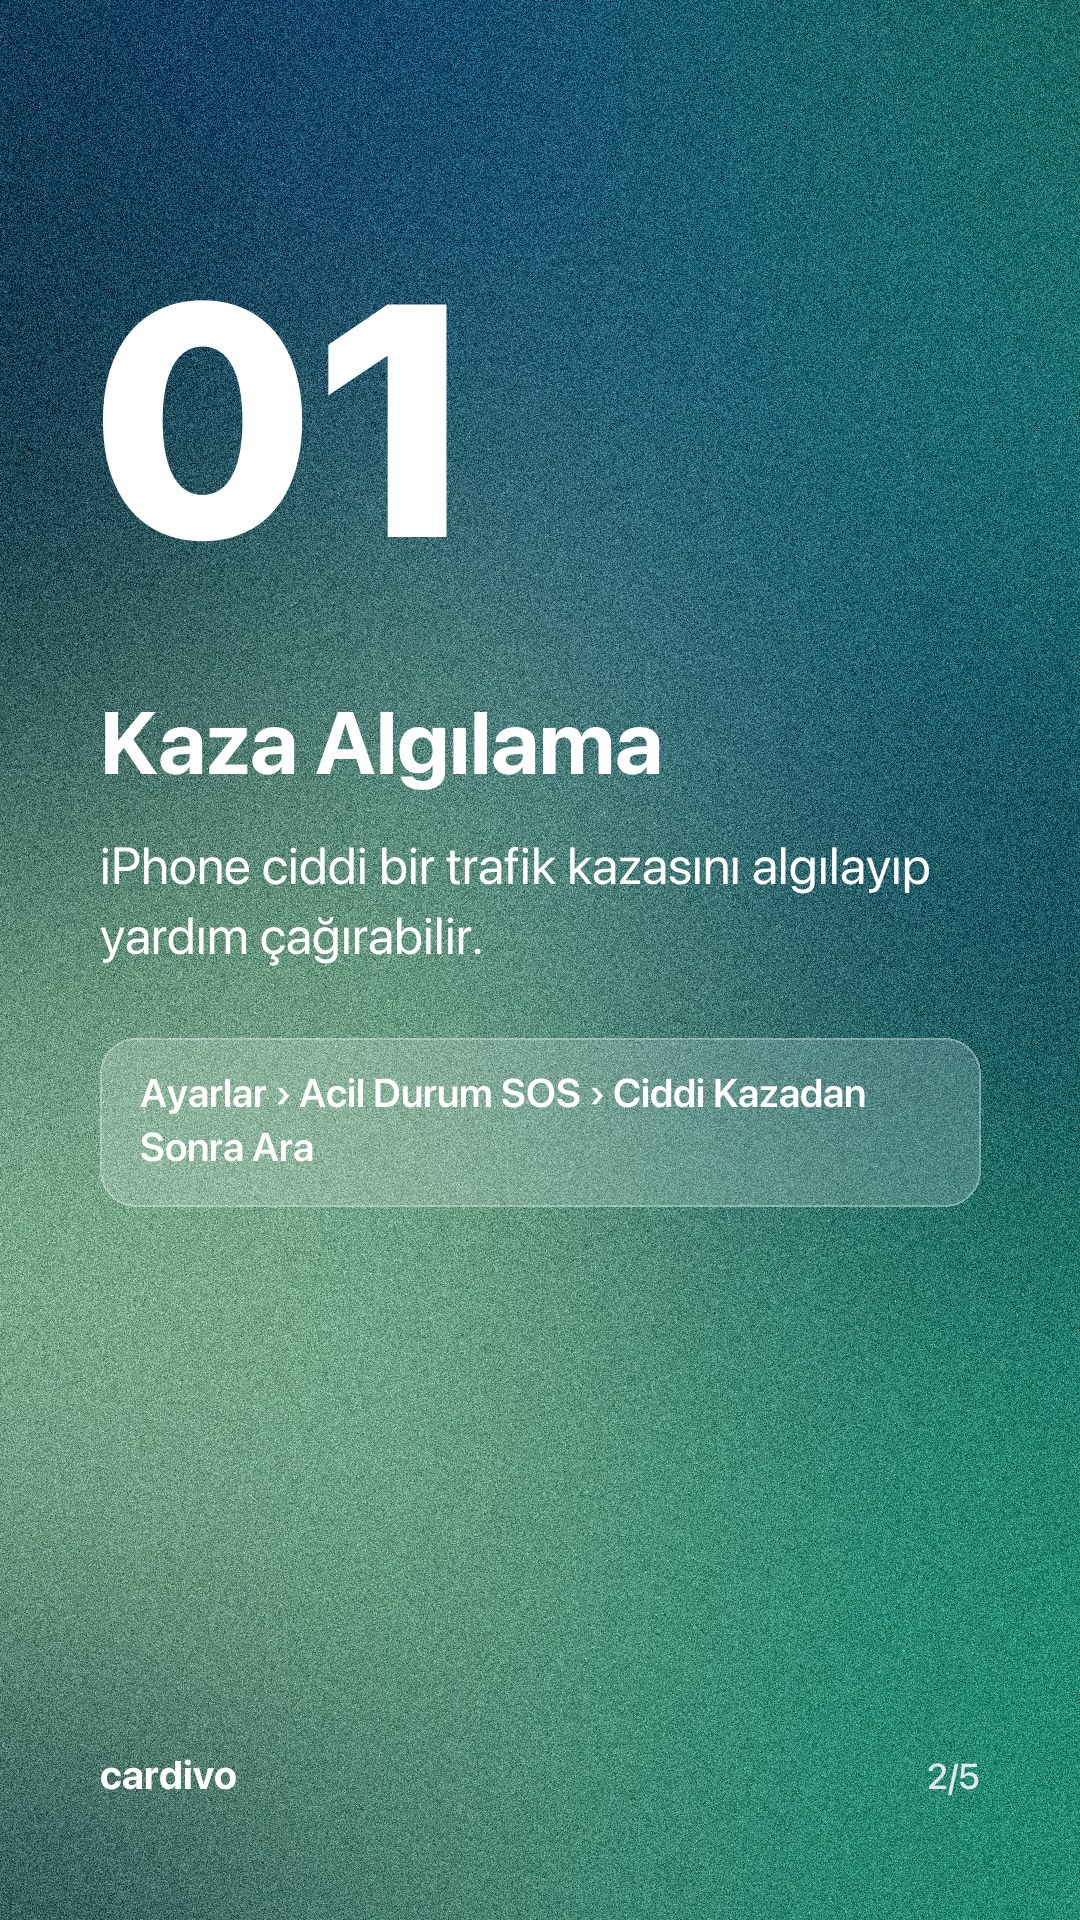 01
Kaza Algılama
iPhone ciddi bir trafik kazasını algılayıp
yardım çağırabilir.
Ayarlar › Acil Durum SOS › Ciddi Kazadan
Sonra Ara
cardivo
2/5